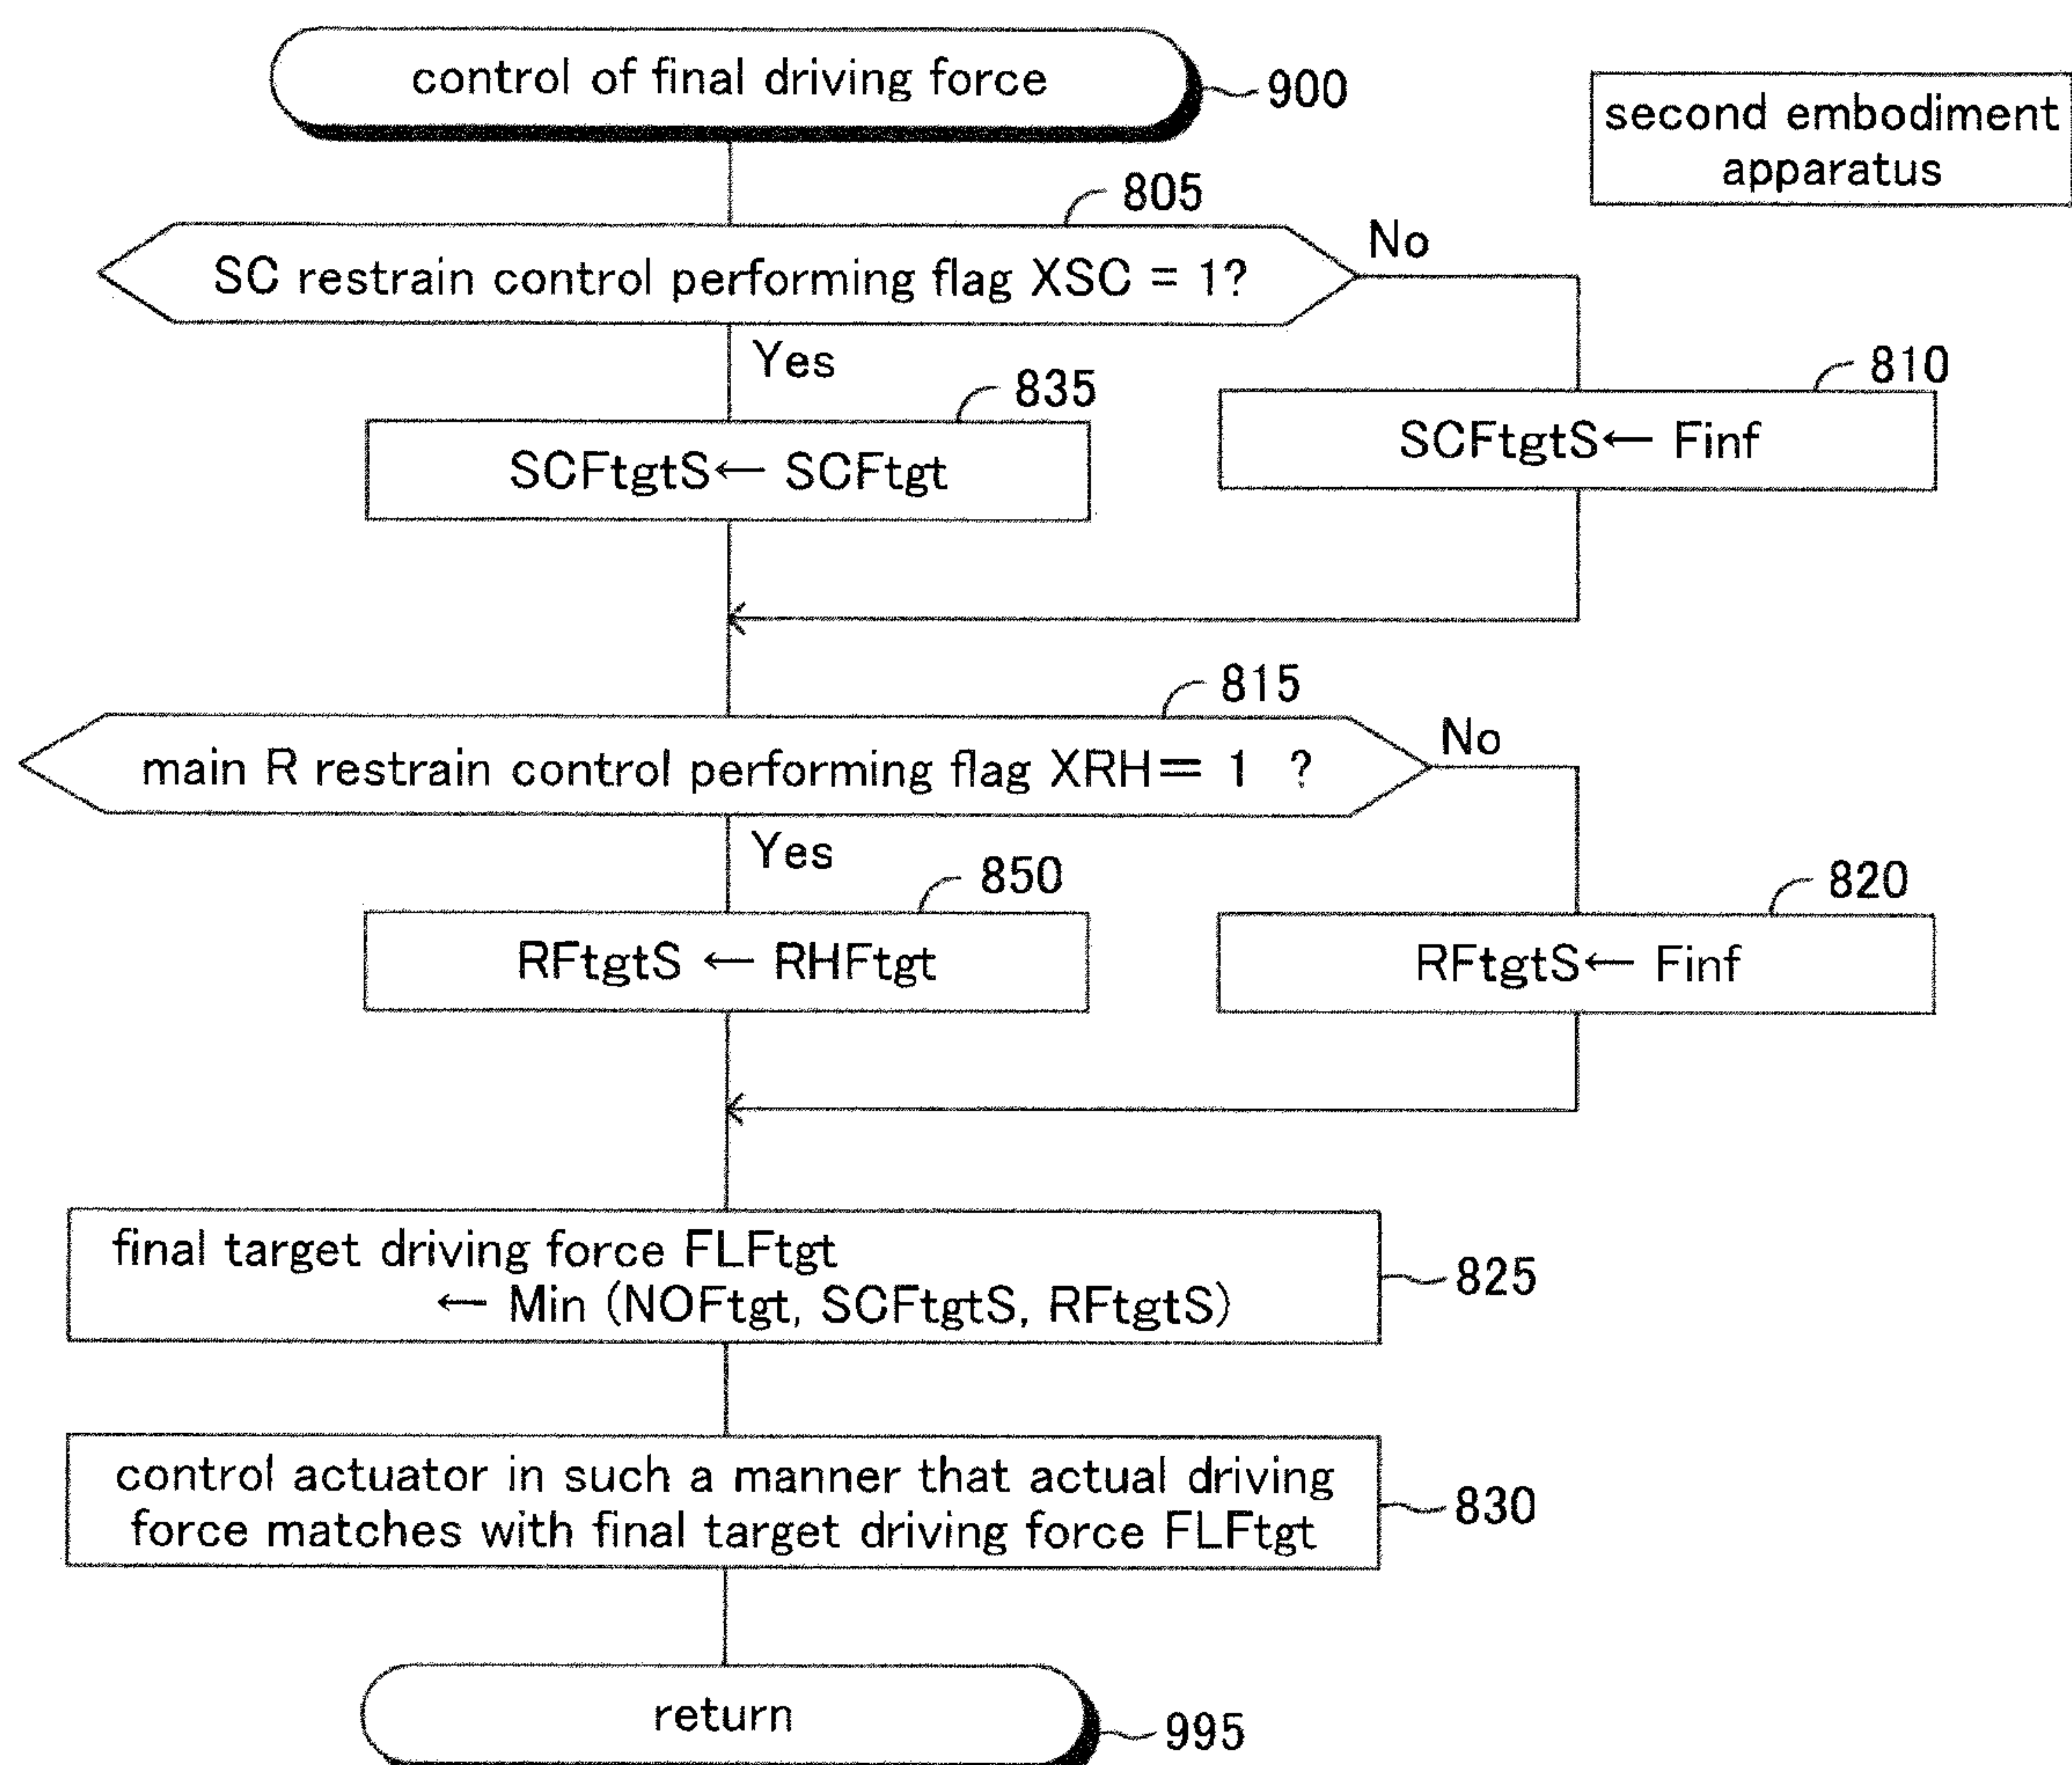 control of final driving force
900
second embodiment
apparatus
805
SC restrain control performing flag XSC = 1?
No
Yes
835
SCFtgtS← SCFtgt
810
SCFtgtS← Finf
815
main R restrain control performing flag XRH= 1 ?
No
Yes
850
RFtgtS ← RHFtgt
820
RFtgtS← Finf
final target driving force FLFtgt
← Min (NOFtgt, SCFtgtS, RFtgtS)
825
control actuator in such a manner that actual driving
force matches with final target driving force FLFtgt
830
return
995